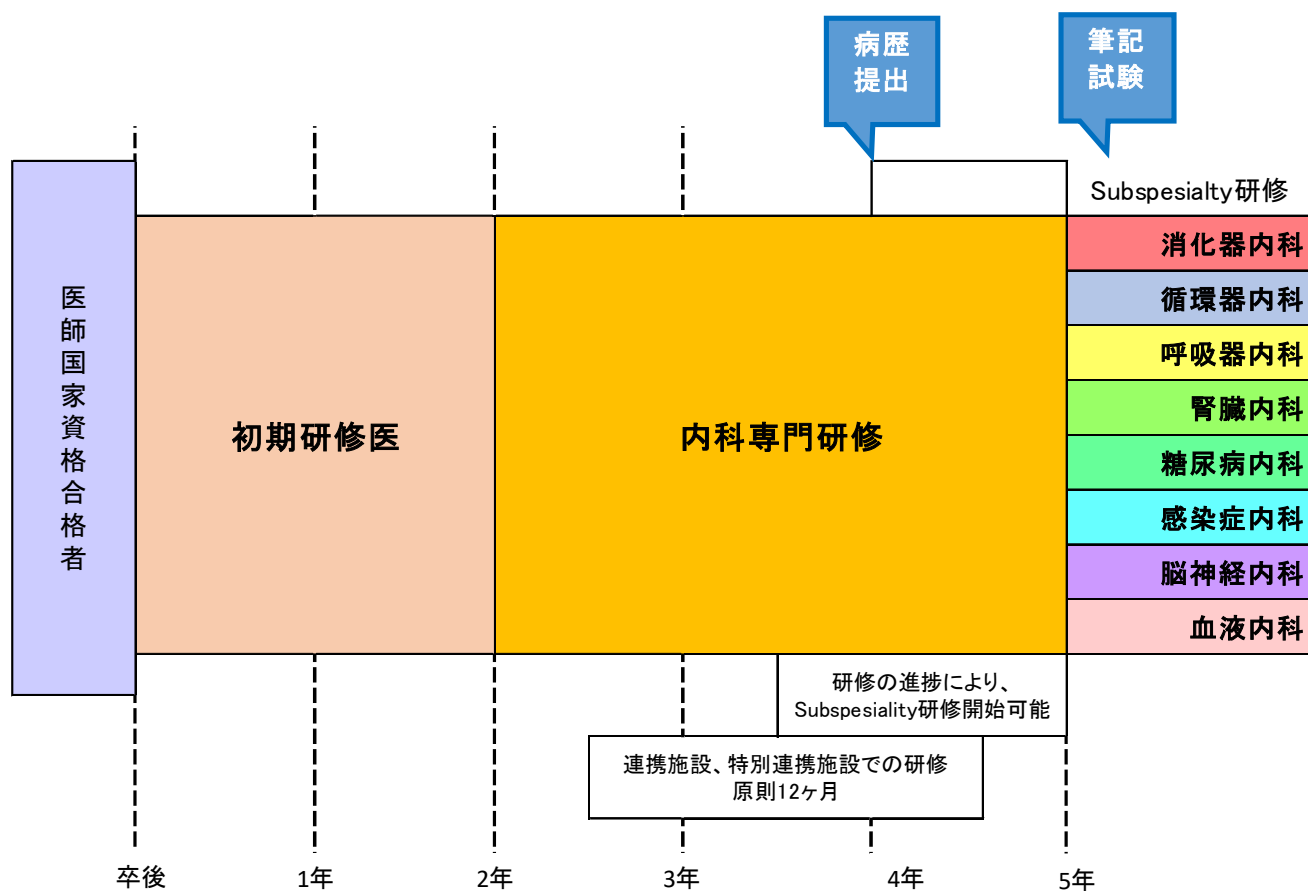 病歴
提出
筆記
試験
Subspesialty研修
医師国家資格合格者
初期研修医
内科専門研修
消化器内科
循環器内科
呼吸器内科
腎臓内科
糖尿病内科
感染症内科
脳神経内科
血液内科
研修の進捗により、
Subspesiality研修開始可能
連携施設、特別連携施設での研修
原則12ヶ月
卒後
1年
2年
3年
4年
5年